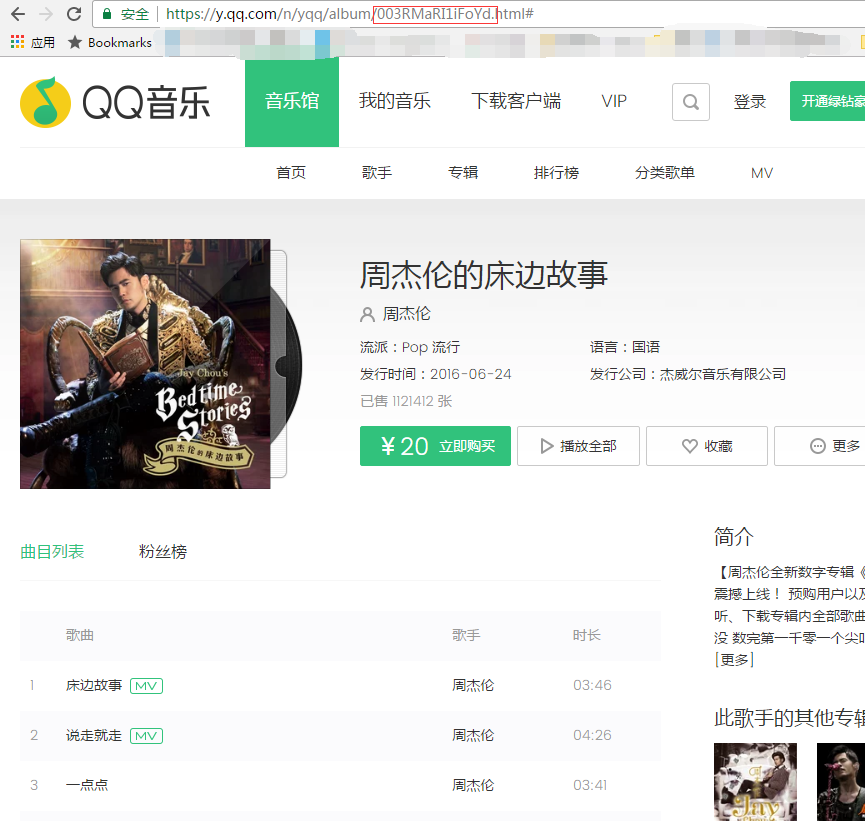 安全 https://y.qq.com/n/yqq/album/003RMaRI1iFoYd.html#
应用 Bookmarks
QQ音乐 音乐馆 我的音乐 下载客户端 VIP 登录 开通绿钻豪
首页 歌手 专辑 排行榜 分类歌单 MV
周杰伦的床边故事
周杰伦
流派：Pop 流行 语言：国语
发行时间：2016-06-24 发行公司：杰威尔音乐有限公司
已售 1121412 张
¥ 20 立即购买 播放全部 收藏 更多
Jay Chou's
Bedtime
Stories
周杰伦的床边故事
曲目列表 粉丝榜
歌曲 歌手 时长
1 床边故事 MV 周杰伦 03:46
2 说走就走 MV 周杰伦 04:26
3 一点点 周杰伦 03:41
简介
【周杰伦全新数字专辑《
震撼上线！ 预购用户以及
听、下载专辑内全部歌曲
没 数完第一千零一个尖叫
[更多]
此歌手的其他专辑
Jay